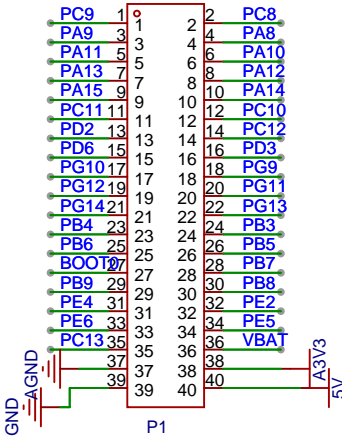 PC9 1 1 2 2 PC8
PA9 3 3 4 4 PA8
PA11 5 5 6 6 PA10
PA13 7 7 8 8 PA12
PA15 9 9 10 10 PA14
PC11 11 11 12 12 PC10
PD2 13 13 14 14 PC12
PD6 15 15 16 16 PD3
PG10 17 17 18 18 PG9
PG12 19 19 20 20 PG11
PG14 21 21 22 22 PG13
PB4 23 23 24 24 PB3
PB6 25 25 26 26 PB5
BOOT0 27 27 28 28 PB7
PB9 29 29 30 30 PB8
PE4 31 31 32 32 PE2
PE6 33 33 34 34 PE5
PC13 35 35 36 36 VBAT
AGND 37 37 38 38 A3V3
GND 39 39 40 40 5V
P1